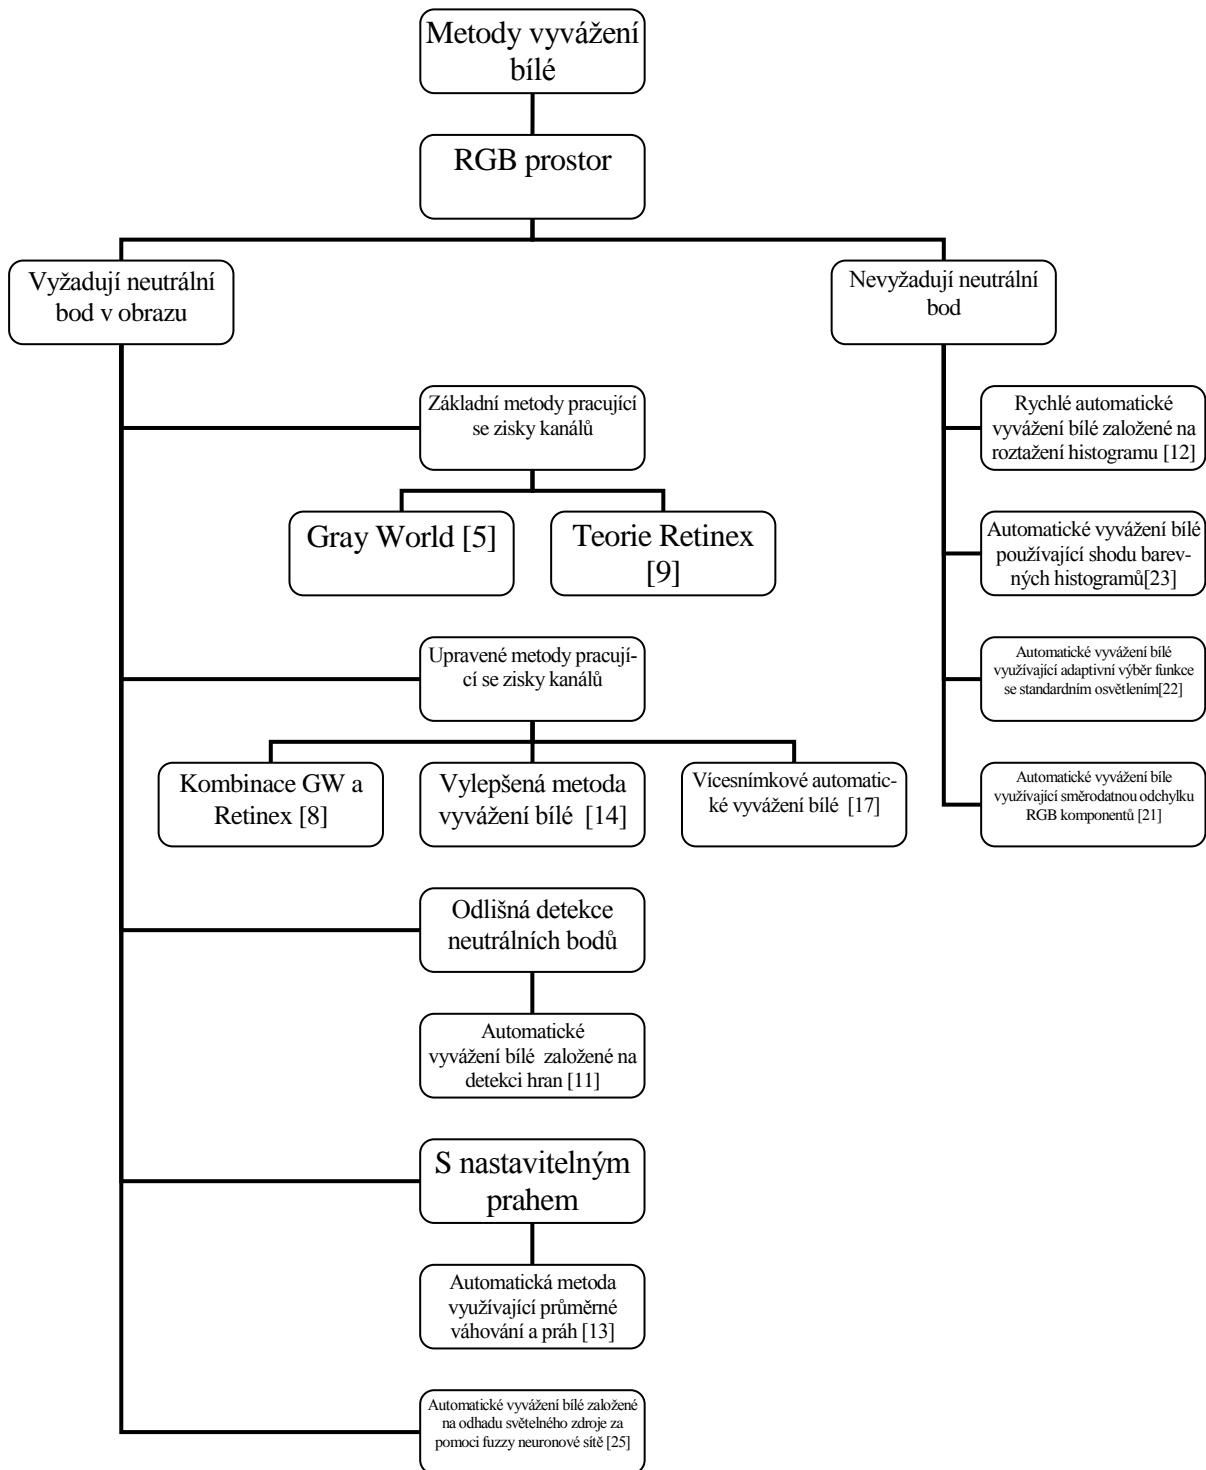 Metody vyvážení
bílé
RGB prostor
Vyžadují neutrální
bod v obrazu
Nevyžadují neutrální
bod
Základní metody pracující
se zisky kanálů
Gray World [5]
Teorie Retinex
[9]
Upravené metody pracují-
cí se zisky kanálů
Kombinace GW a
Retinex [8]
Vylepšená metoda
vyvážení bílé [14]
Vícesnímkové automatic-
ké vyvážení bílé [17]
Odlišná detekce
neutrálních bodů
Automatické
vyvážení bílé založené na
detekci hran [11]
S nastavitelným
prahem
Automatická metoda
využívající průměrné
váhování a práh [13]
Automatické vyvážení bílé založené
na odhadu světelného zdroje za
pomoci fuzzy neuronové sítě [25]
Rychlé automatické
vyvážení bílé založené na
roztažení histogramu [12]
Automatické vyvážení bílé
používající shodu barev-
ných histogramů[23]
Automatické vyvážení bílé
využívající adaptivní výběr funkce
se standardním osvětlením[22]
Automatické vyvážení bíle
využívající směrodatnou odchylku
RGB komponentů [21]